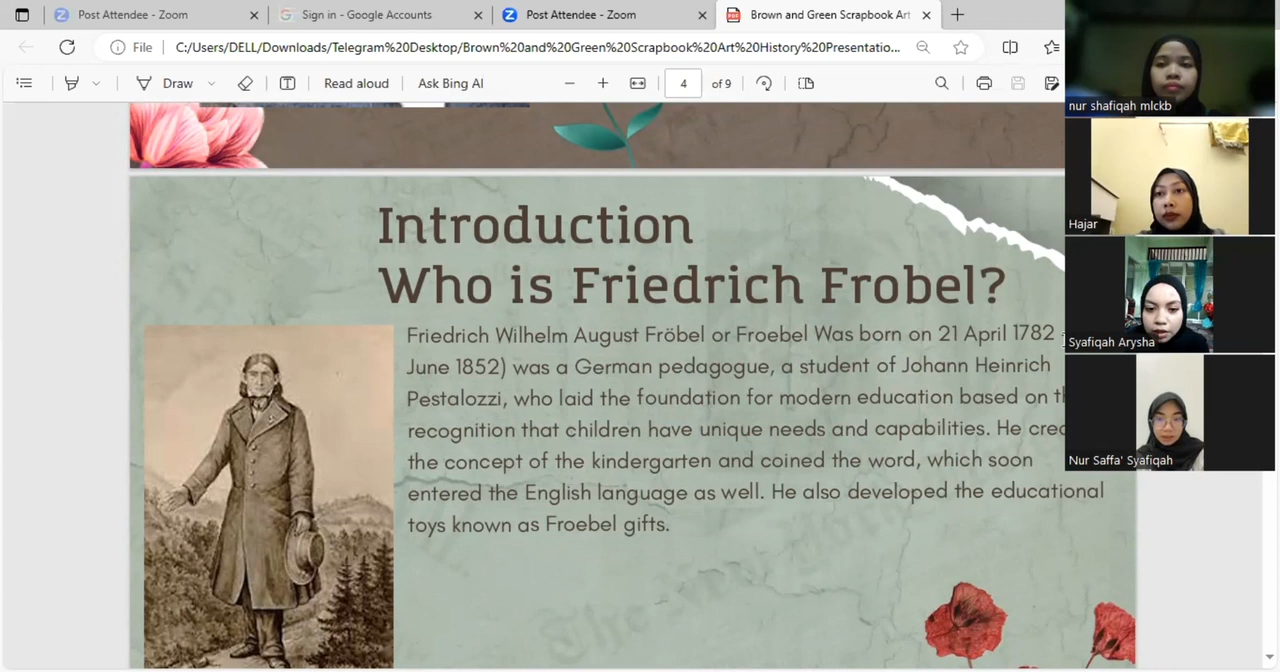 Post Attendee - Zoom
Sign in - Google Accounts
Post Attendee - Zoom
Brown and Green Scrapbook Art
File
C:/Users/DELL/Downloads/Telegram%20Desktop/Brown%20and%20Green%20Scrapbook%20Art%20History%20Presentatio...
Draw
Read aloud
Ask Bing AI
4
of 9
Introduction
Who is Friedrich Frobel?
Friedrich Wilhelm August Fröbel or Froebel Was born on 21 April 1782
June 1852) was a German pedagogue, a student of Johann Heinrich
Pestalozzi, who laid the foundation for modern education based on
recognition that children have unique needs and capabilities. He
the concept of the kindergarten and coined the word, which soon
entered the English language as well. He also developed the educational
toys known as Froebel gifts.
nur shafiqah mlckb
Hajar
Syafiqah Arysha
Nur Saffa' Syafiqah